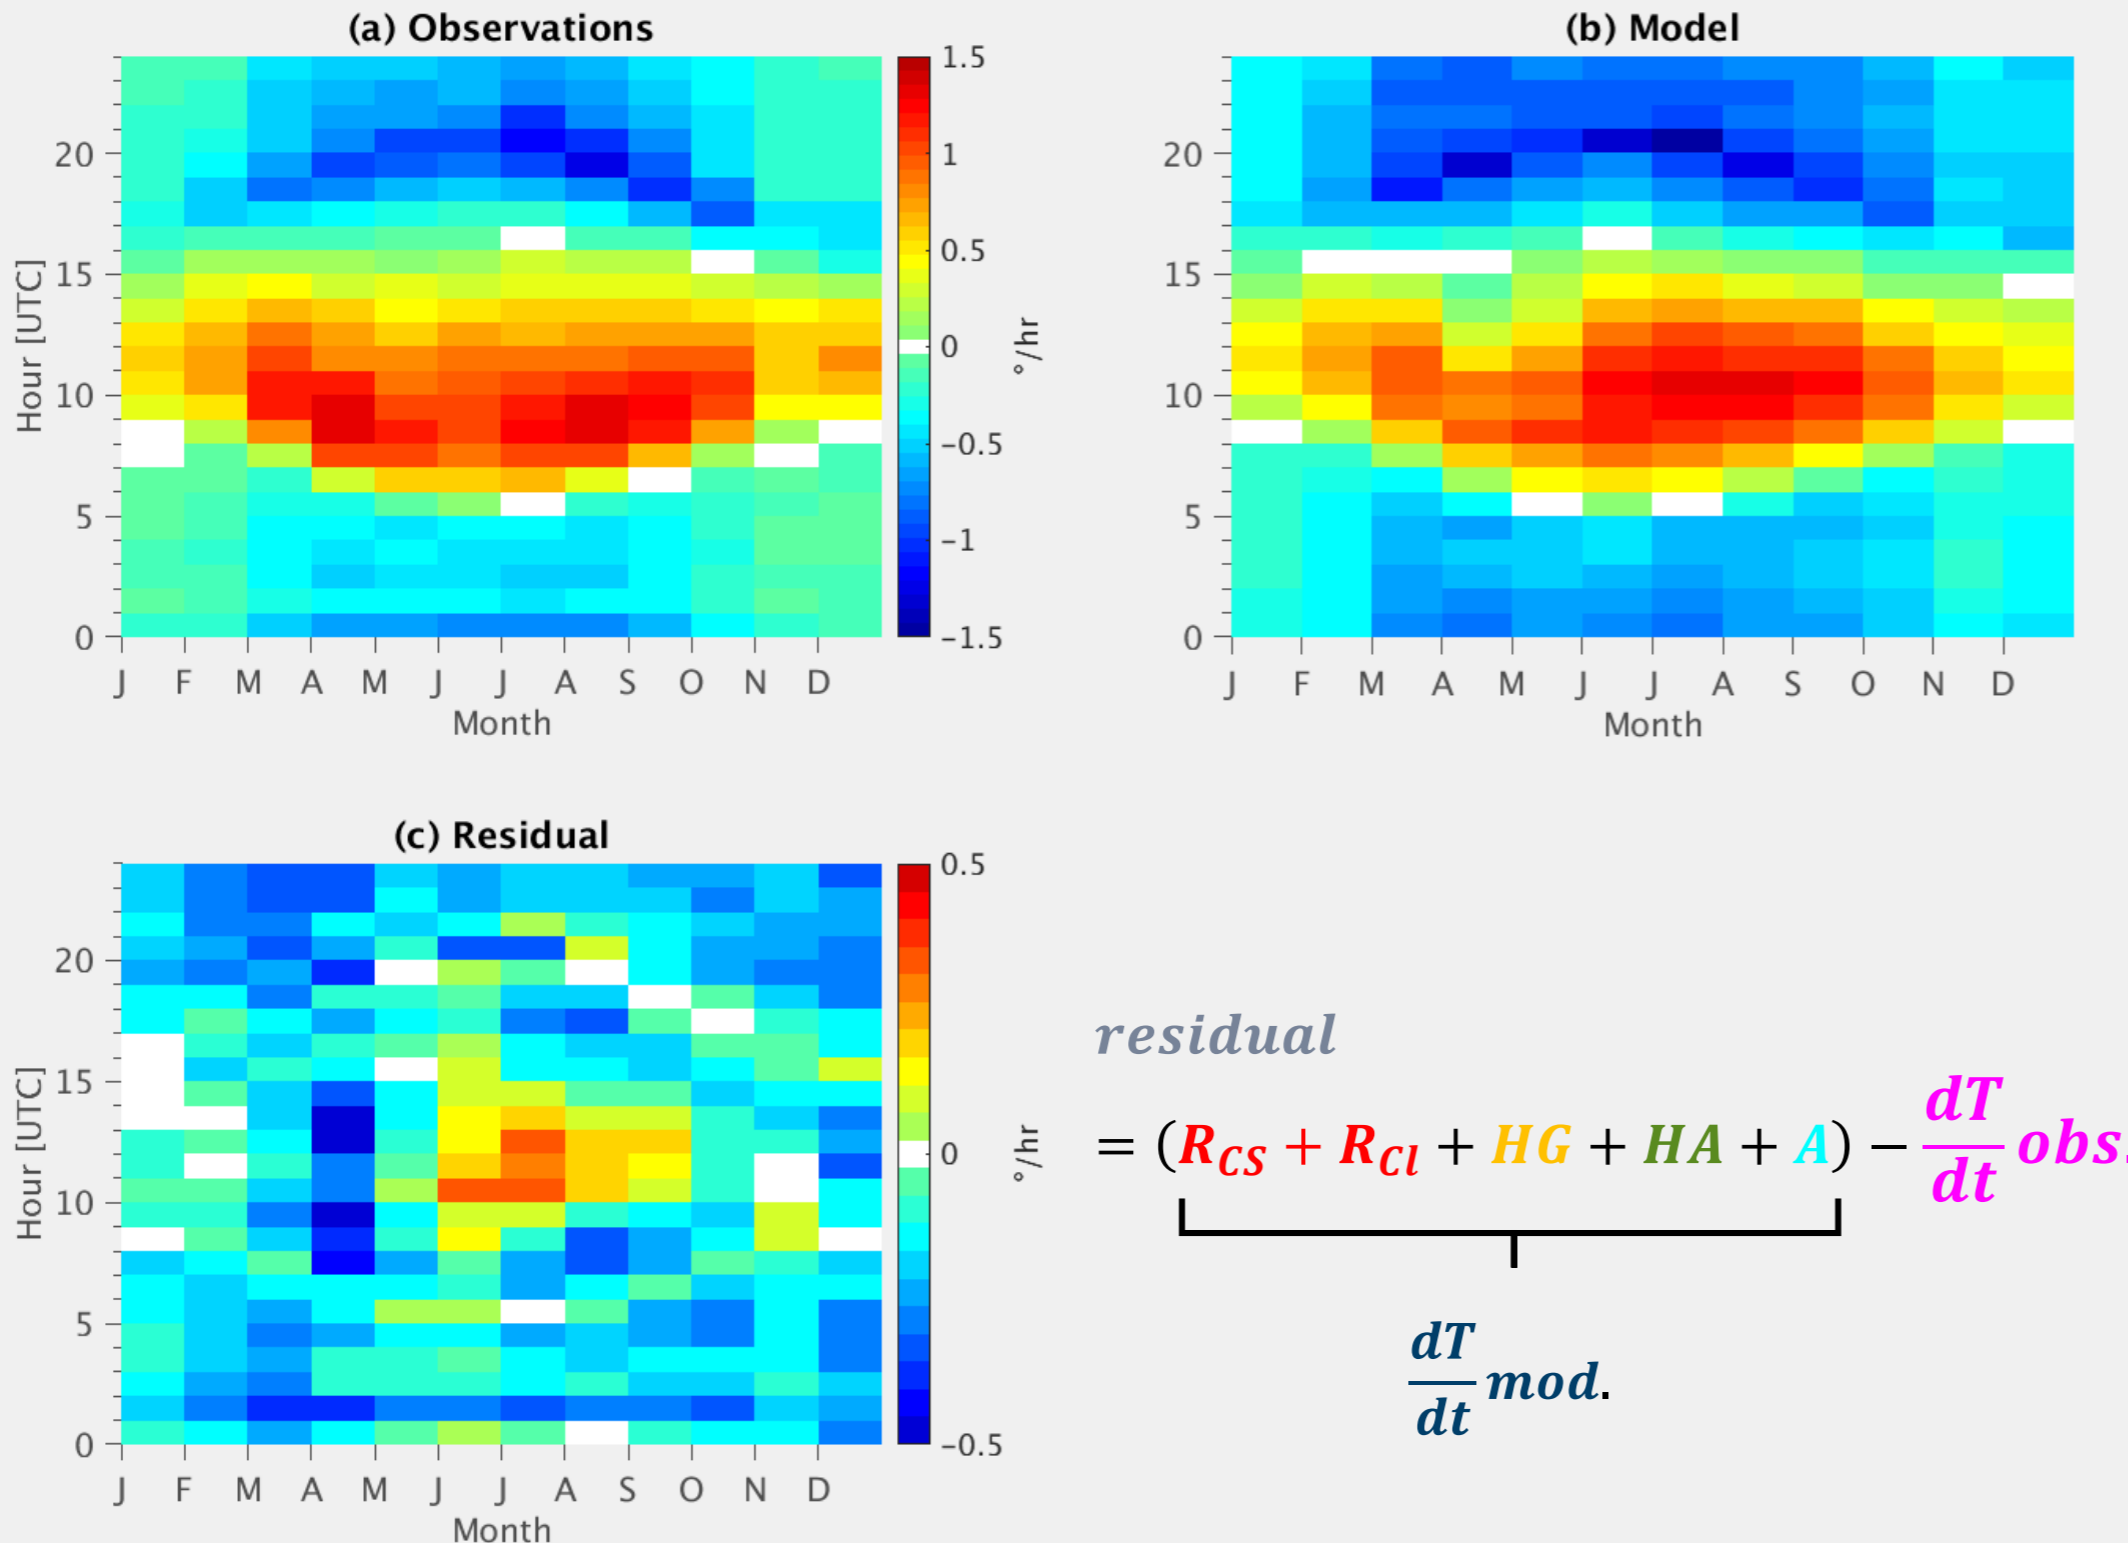 (a) Observations
1.5
1
0.5
0
−0.5
−1
−1.5
°/hr
20
15
10
5
0
Hour [UTC]
J F M A M J J A S O N D
Month
(b) Model
20
15
10
5
0
J F M A M J J A S O N D
Month
(c) Residual
0.5
0
−0.5
°/hr
20
15
10
5
0
Hour [UTC]
J F M A M J J A S O N D
Month
residual
= (R_CS + R_Cl + HG + HA + A) − dT/dt obs.
dT/dt mod.